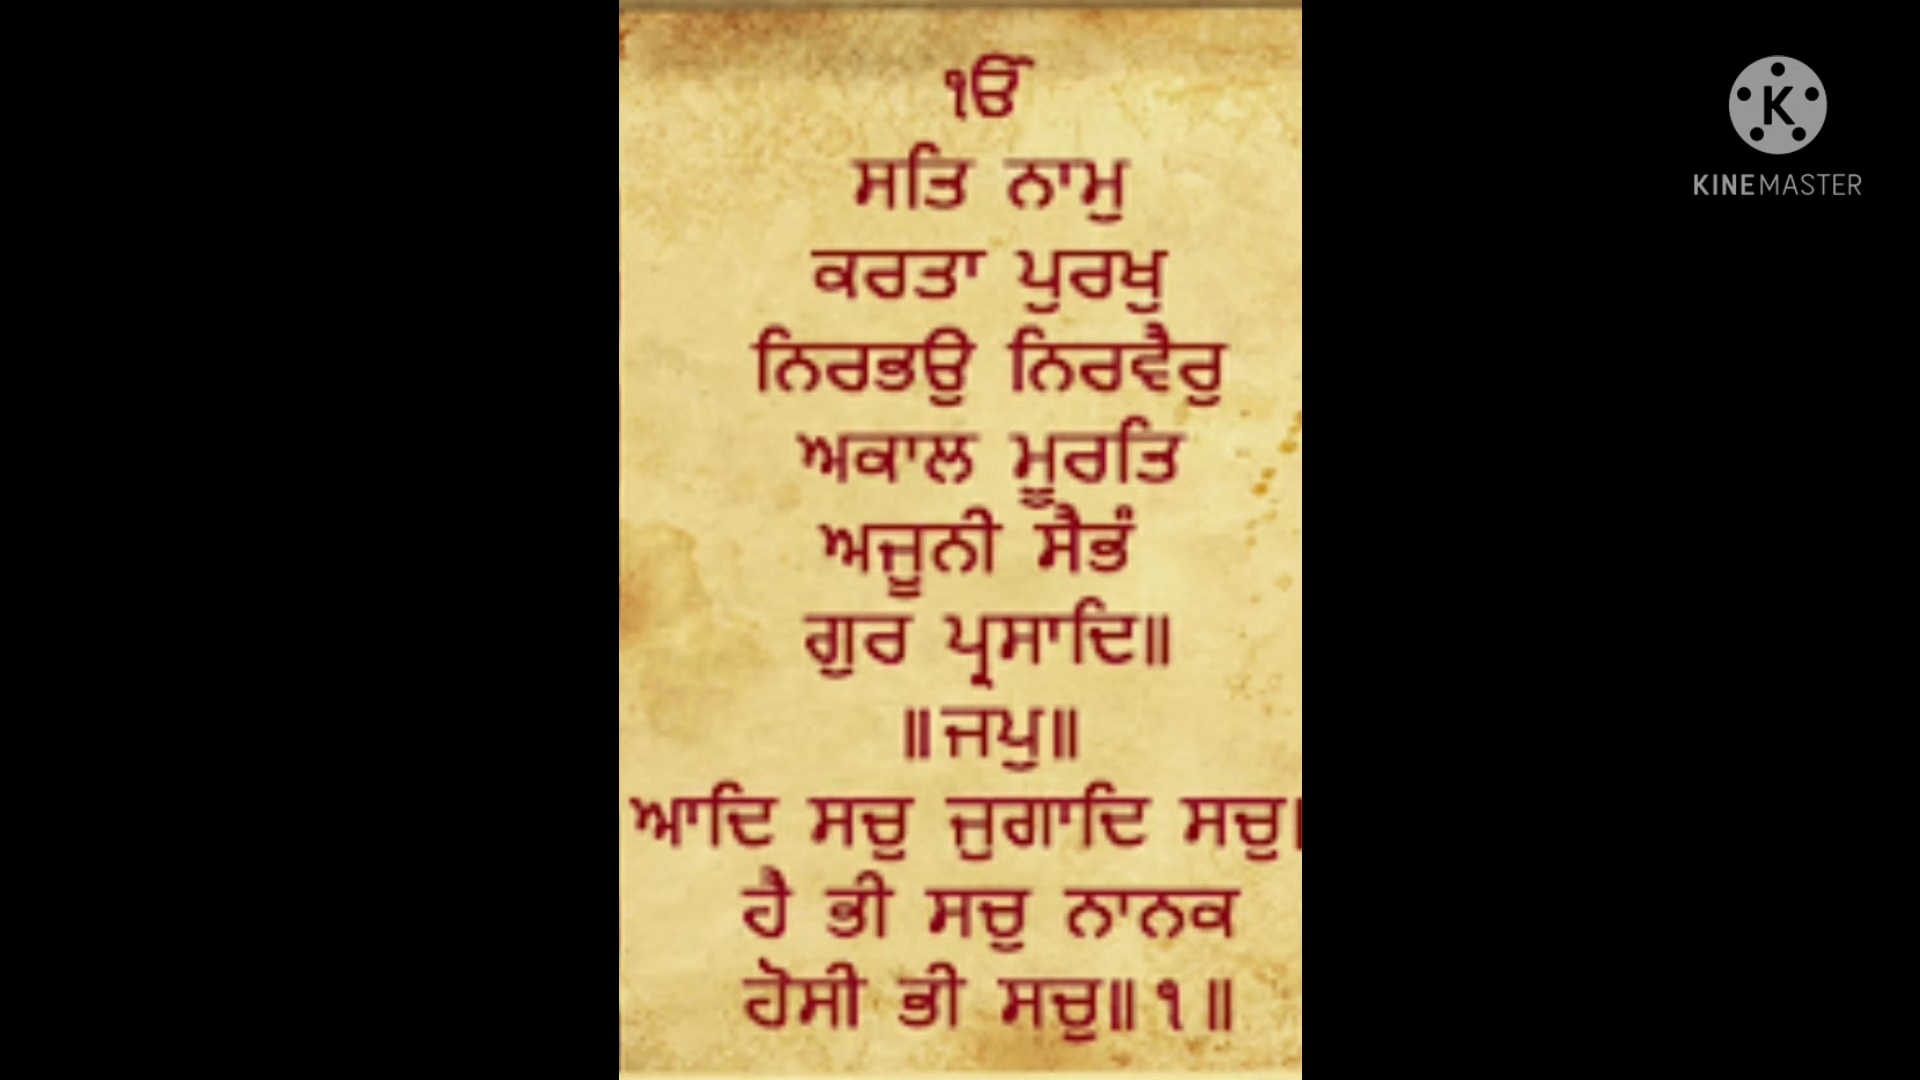 ੴ
ਸਤਿ ਨਾਮੁ
ਕਰਤਾ ਪੁਰਖੁ
ਨਿਰਭਉ ਨਿਰਵੈਰੁ
ਅਕਾਲ ਮੂਰਤਿ
ਅਜੂਨੀ ਸੈਭੰ
ਗੁਰ ਪ੍ਰਸਾਦਿ॥
॥ਜਪੁ॥
ਆਦਿ ਸਚੁ ਜੁਗਾਦਿ ਸਚੁ।
ਹੈ ਭੀ ਸਚੁ ਨਾਨਕ
ਹੋਸੀ ਭੀ ਸਚੁ॥੧॥
K
KINEMASTER